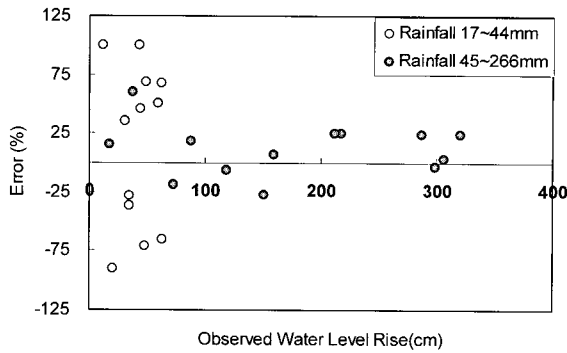 125
Rainfall 17~44mm
Rainfall 45~266mm
75
25
Error (%)
0 100 200 300 400
-25
-75
-125
Observed Water Level Rise(cm)